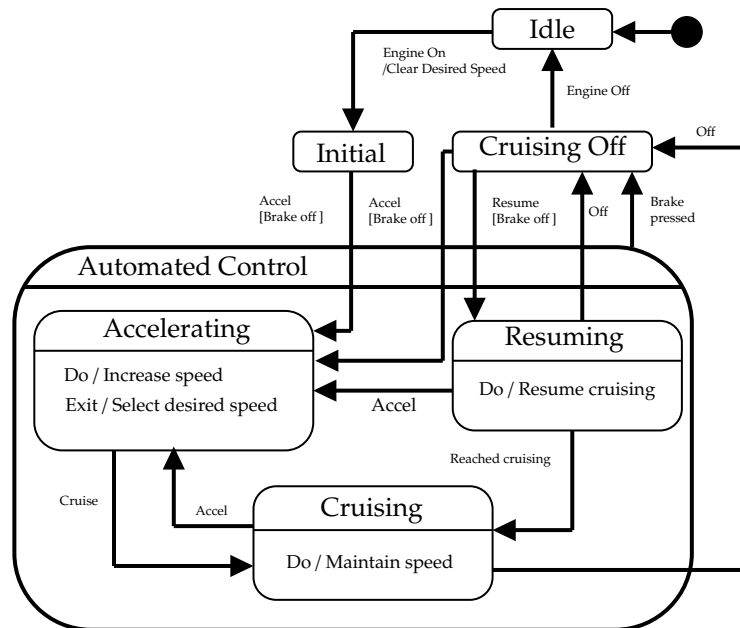 Idle
Engine On
/Clear Desired Speed
Engine Off
Initial
Cruising Off
Off
Accel
[Brake off ]
Accel
[Brake off ]
Resume
[Brake off ]
Off
Brake
pressed
Automated Control
Accelerating
Do / Increase speed
Exit / Select desired speed
Resuming
Do / Resume cruising
Accel
Reached cruising
Cruise
Accel
Cruising
Do / Maintain speed